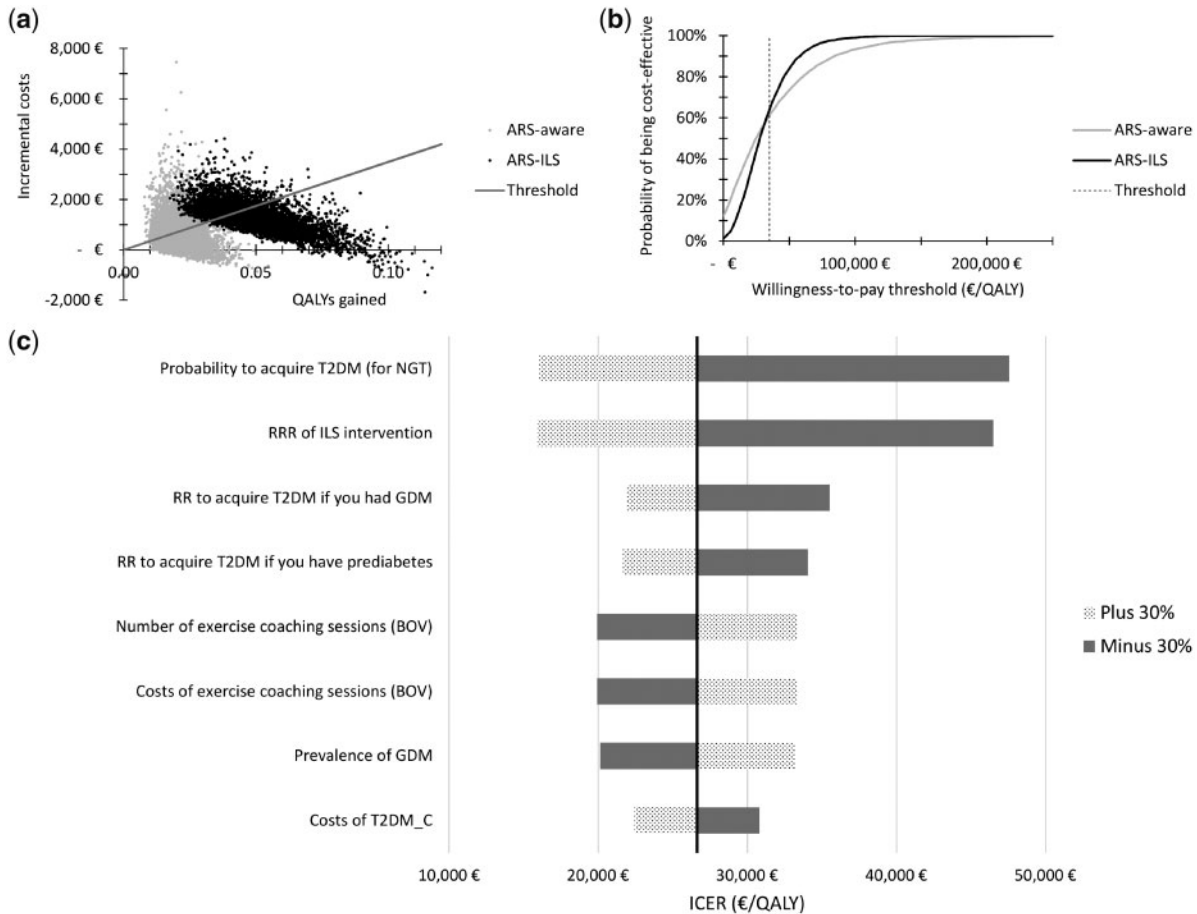 (a)
8,000 €
6,000 €
4,000 €
2,000 €
- €
-2,000 €
Incremental costs
0.00
0.05
0.10
QALYs gained
ARS-aware
ARS-ILS
Threshold
(b)
100%
80%
60%
40%
20%
0%
Probability of being cost-effective
- €
100,000 €
200,000 €
Willingness-to-pay threshold (€/QALY)
ARS-aware
ARS-ILS
Threshold
(c)
Probability to acquire T2DM (for NGT)
RRR of ILS intervention
RR to acquire T2DM if you had GDM
RR to acquire T2DM if you have prediabetes
Number of exercise coaching sessions (BOV)
Costs of exercise coaching sessions (BOV)
Prevalence of GDM
Costs of T2DM_C
10,000 €
20,000 €
30,000 €
40,000 €
50,000 €
ICER (€/QALY)
Plus 30%
Minus 30%